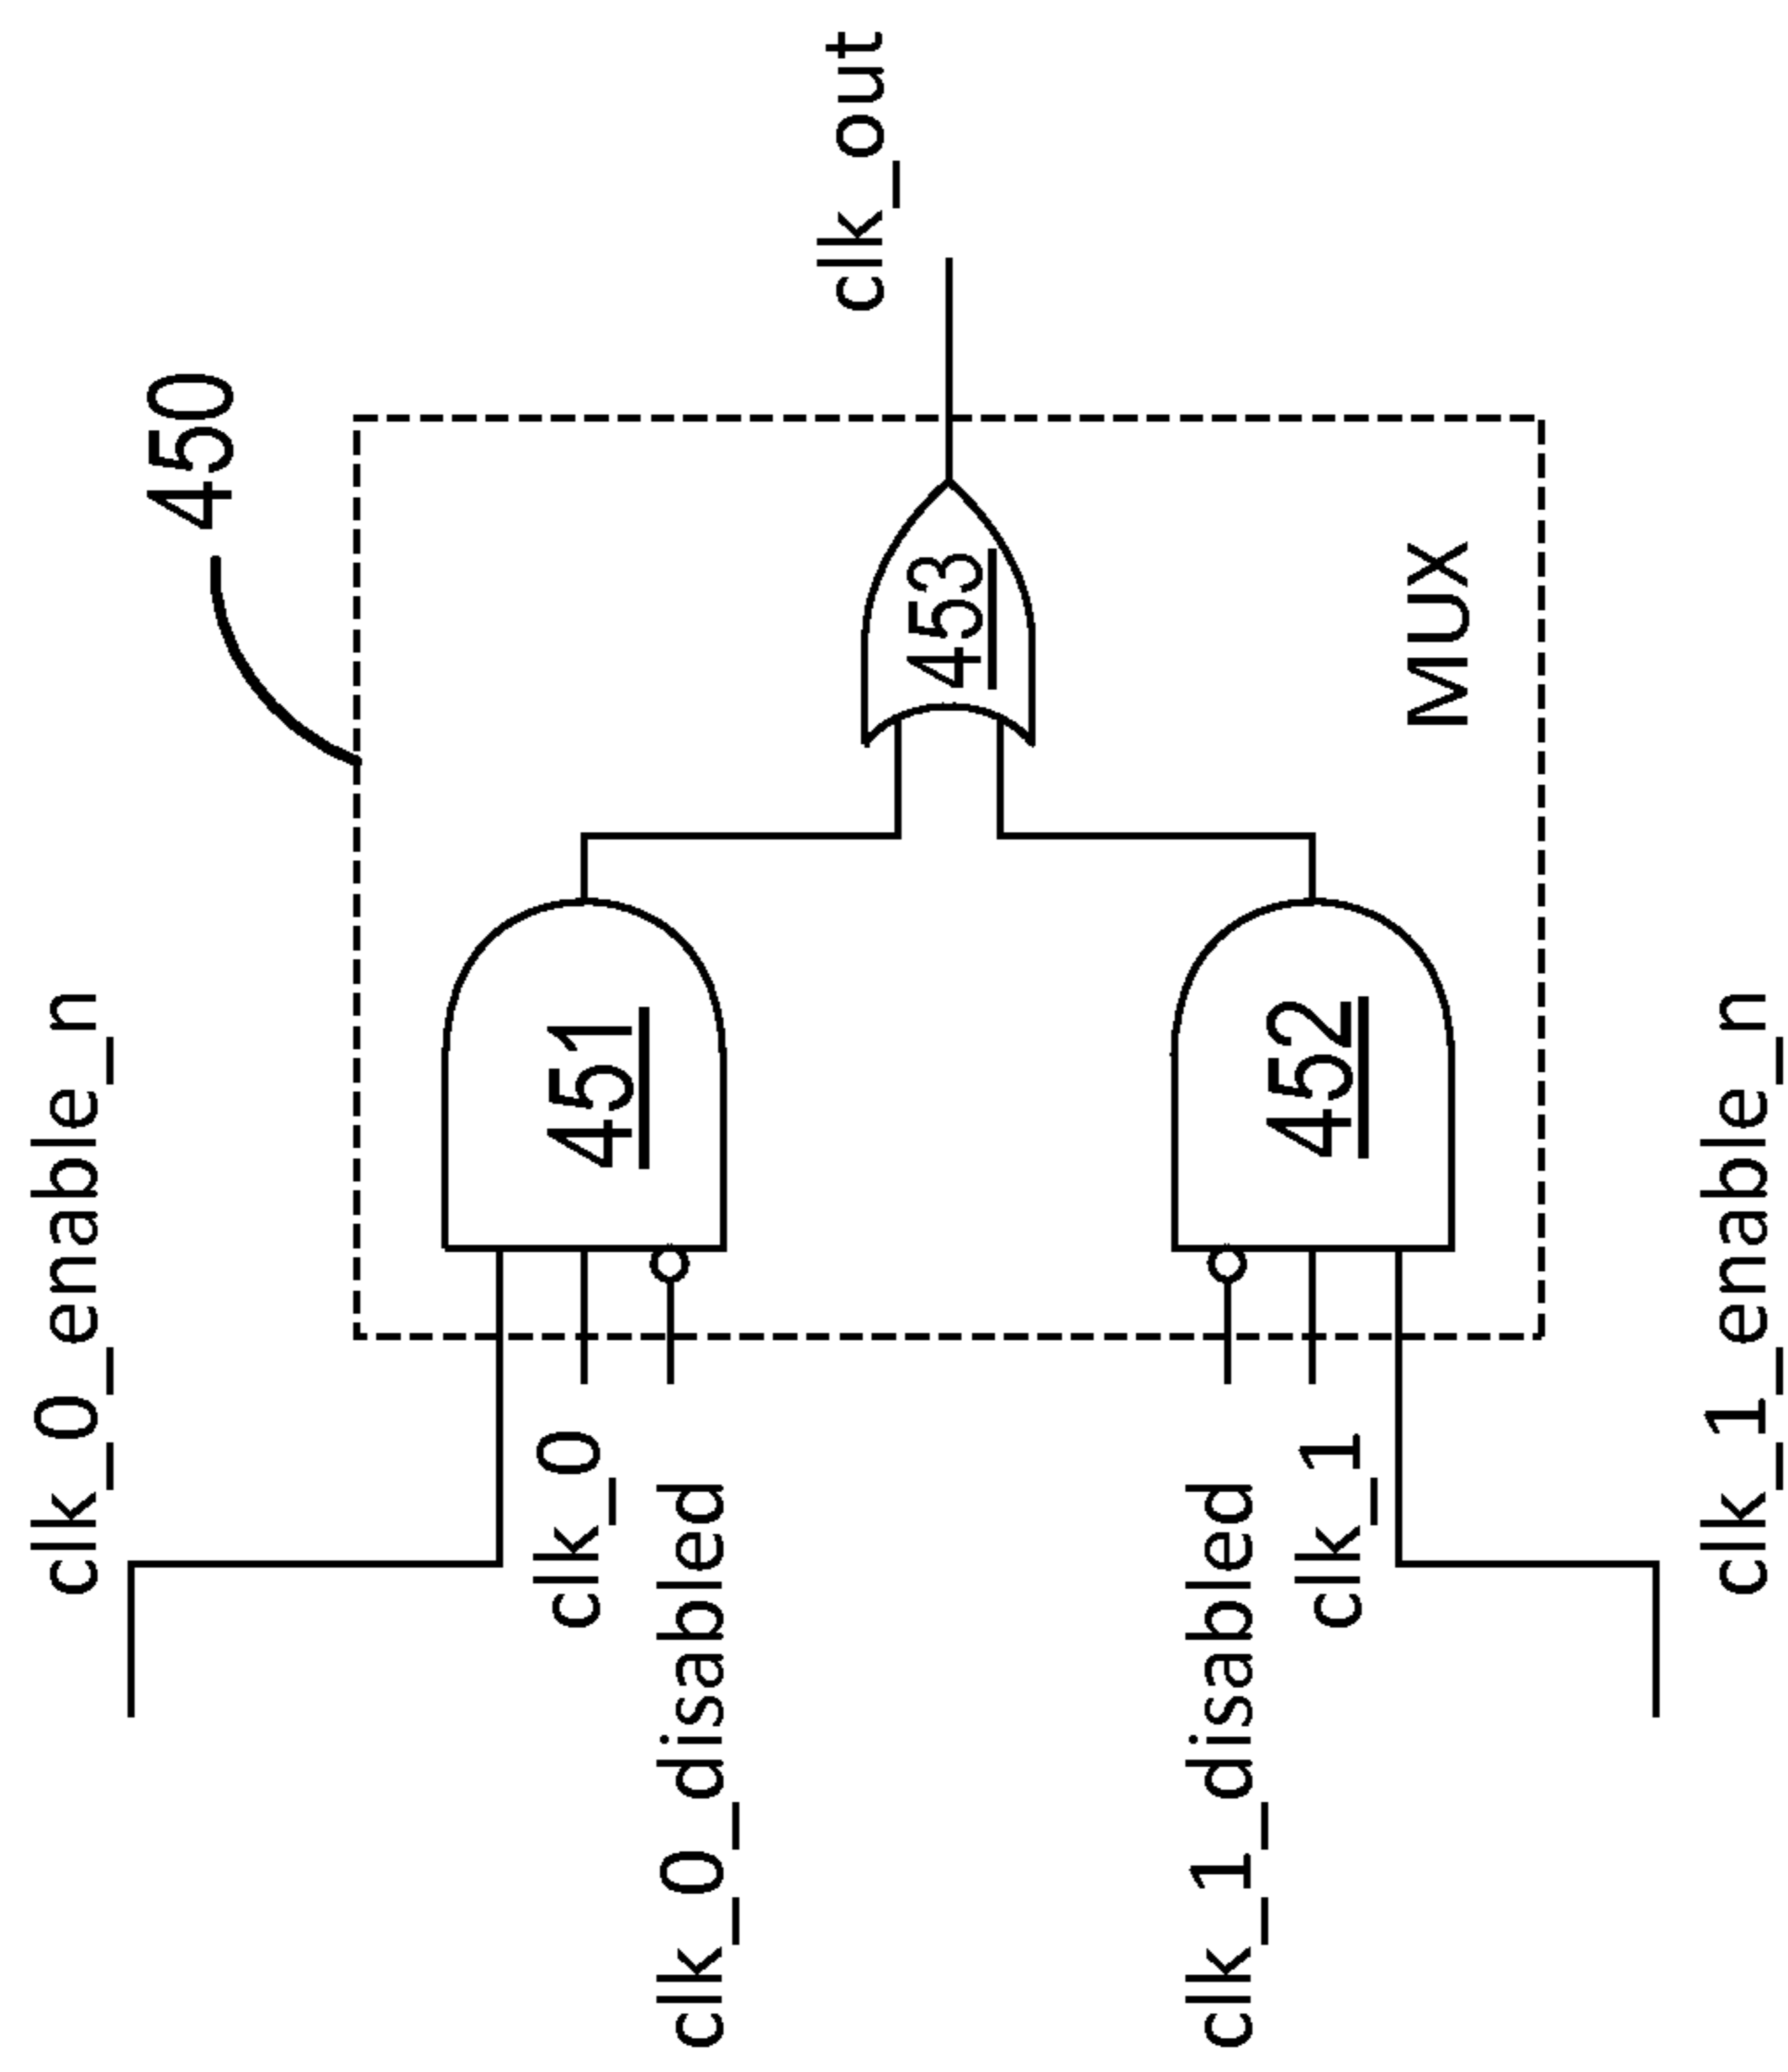 clk_0_enable_n
450
clk_0
451
clk_0_disabled
453
clk_out
clk_1_disabled
452
clk_1
MUX
clk_1_enable_n